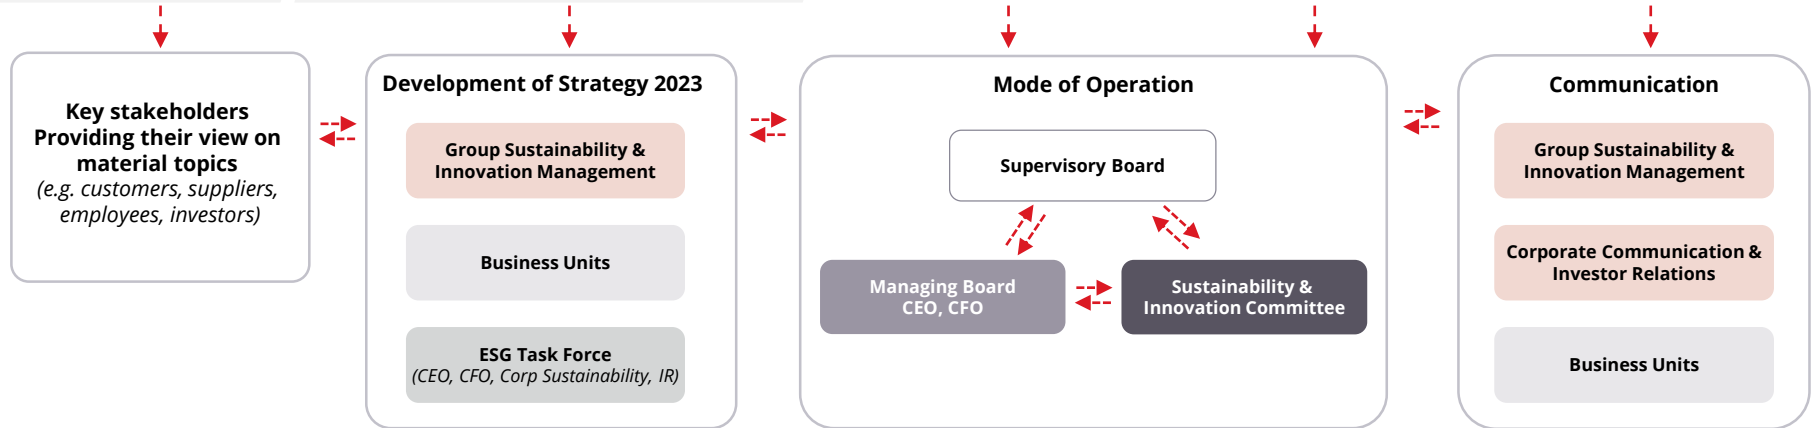 Key stakeholders
Providing their view on
material topics
(e.g. customers, suppliers,
employees, investors)
Development of Strategy 2023
Group Sustainability &
Innovation Management
Business Units
ESG Task Force
(CEO, CFO, Corp Sustainability, IR)
Mode of Operation
Supervisory Board
Managing Board
CEO, CFO
Sustainability &
Innovation Committee
Communication
Group Sustainability &
Innovation Management
Corporate Communication &
Investor Relations
Business Units